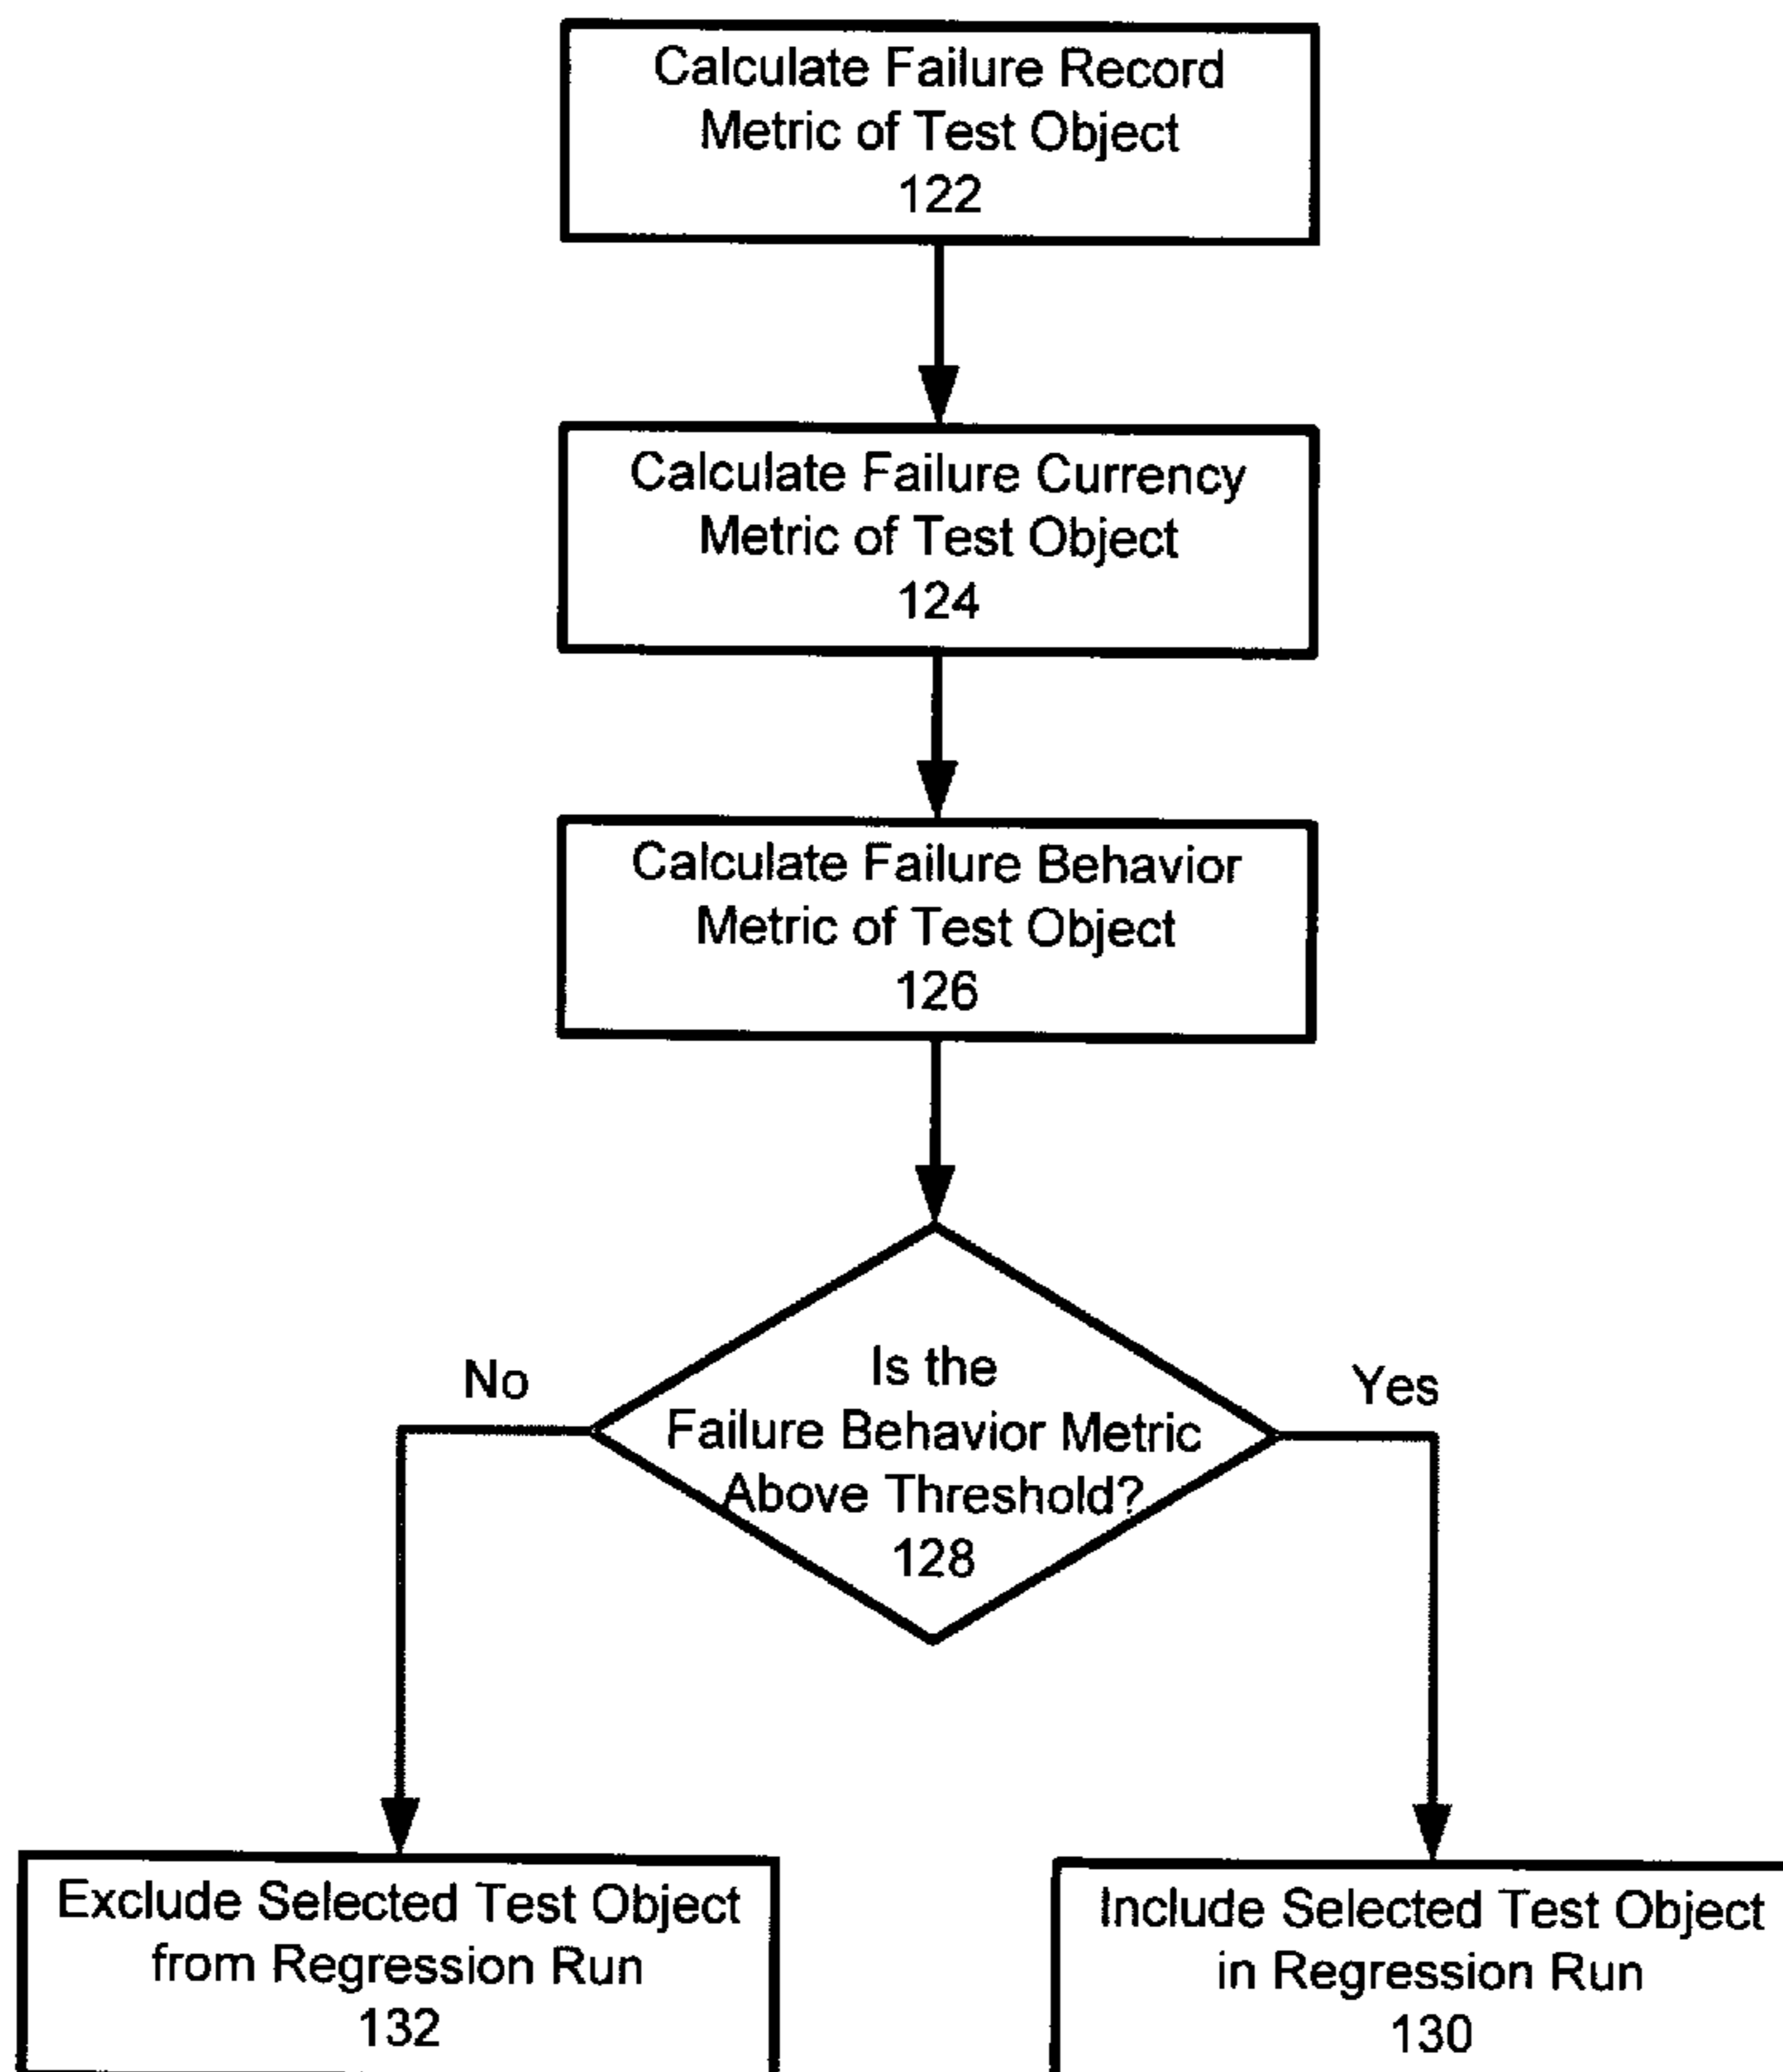 Calculate Failure Record
Metric of Test Object
122
Calculate Failure Currency
Metric of Test Object
124
Calculate Failure Behavior
Metric of Test Object
126
Is the
Failure Behavior Metric
Above Threshold?
128
No
Yes
Exclude Selected Test Object
from Regression Run
132
Include Selected Test Object
in Regression Run
130